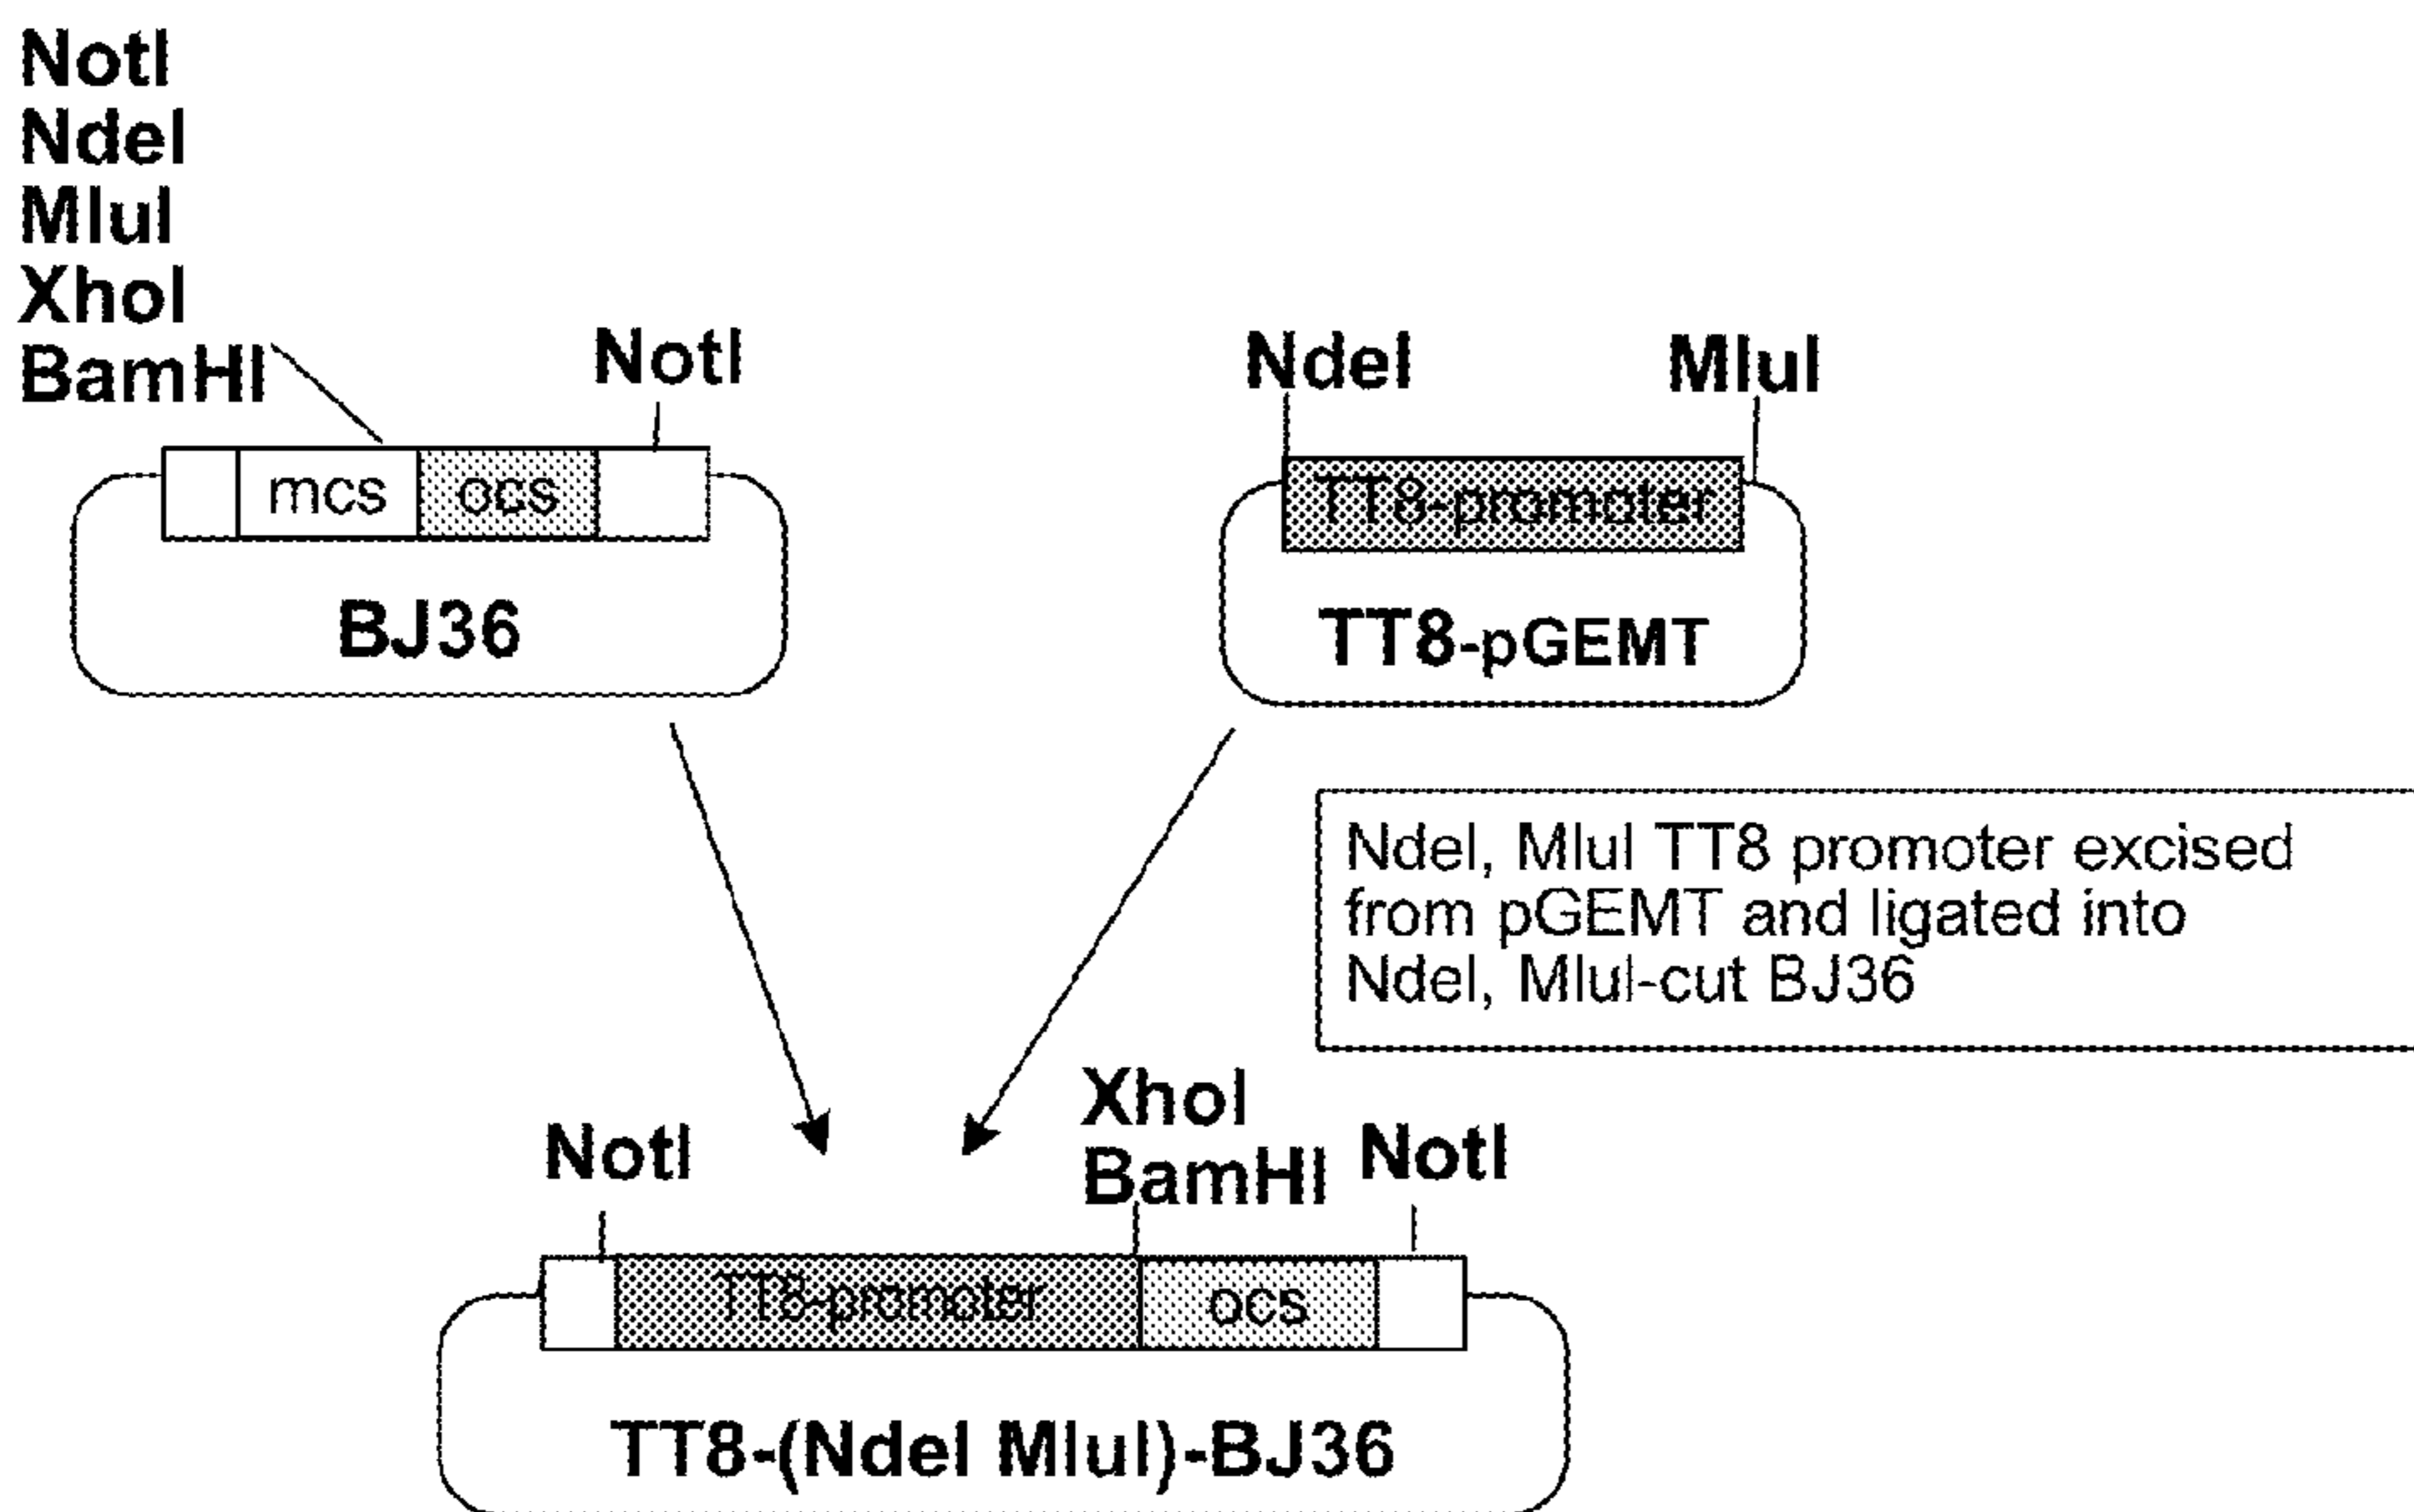 NotI
NdeI
MluI
XhoI
BamHI
NotI
mcs
ocs
BJ36
NdeI
MluI
TT8-promoter
TT8-pGEMT
NdeI, MluI TT8 promoter excised
from pGEMT and ligated into
NdeI, MluI-cut BJ36
NotI
XhoI
BamHI
NotI
TT8-promoter
ocs
TT8-(NdeI MluI)-BJ36